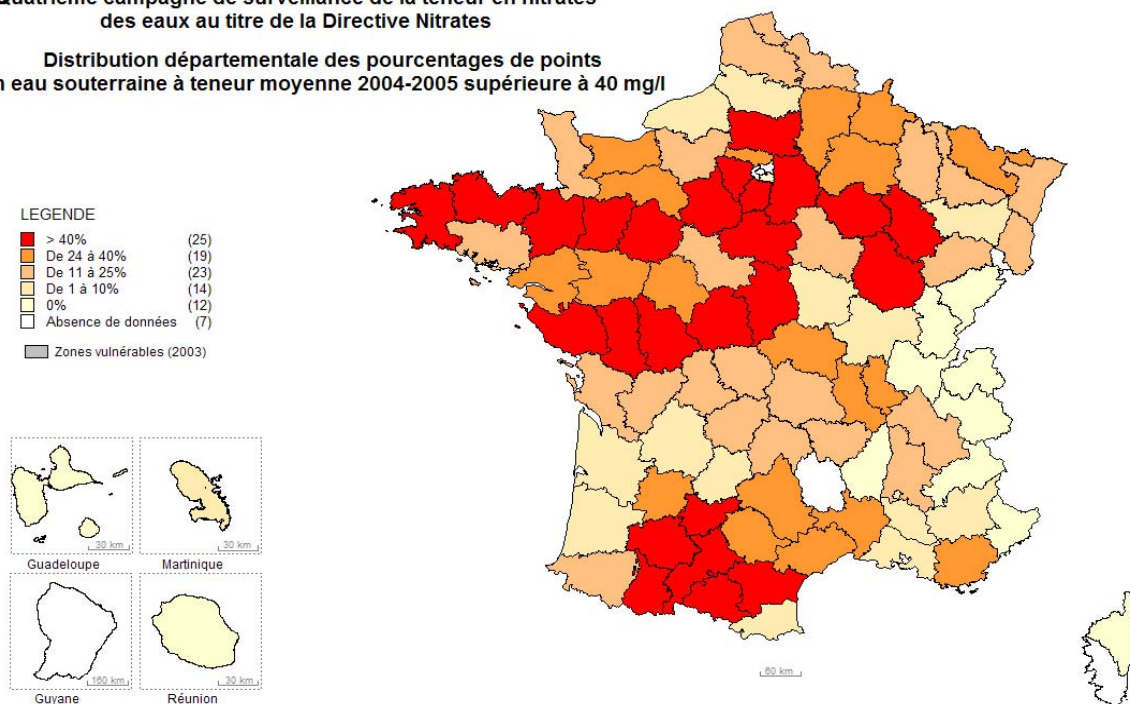 Quatrième campagne de surveillance de la teneur en nitrates
des eaux au titre de la Directive Nitrates
Distribution départementale des pourcentages de points
eau souterraine à teneur moyenne 2004-2005 supérieure à 40 mg/l
LEGENDE
> 40% (25)
De 24 à 40% (19)
De 11 à 25% (23)
De 1 à 10% (14)
0% (12)
Absence de données (7)
Zones vulnérables (2003)
30 km
Guadeloupe
30 km
Martinique
160 km
Guyane
30 km
Réunion
60 km